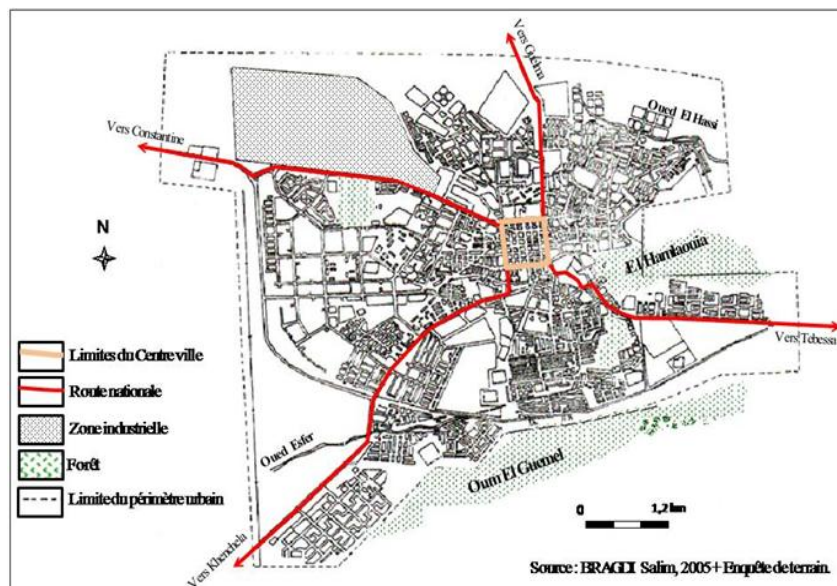 Vers Guelma
Oued El Hassi
Vers Constantine
N
El Hamlaouia
Vers Tebessa
Limites du Centre ville
Route nationale
Zone industrielle
Forêt
Limite du périmètre urbain
Oued Esfer
Oum El Guemel
Vers Khenchela
0 1,2 km
Source : BRAGDI Salim, 2005 + Enquête de terrain.